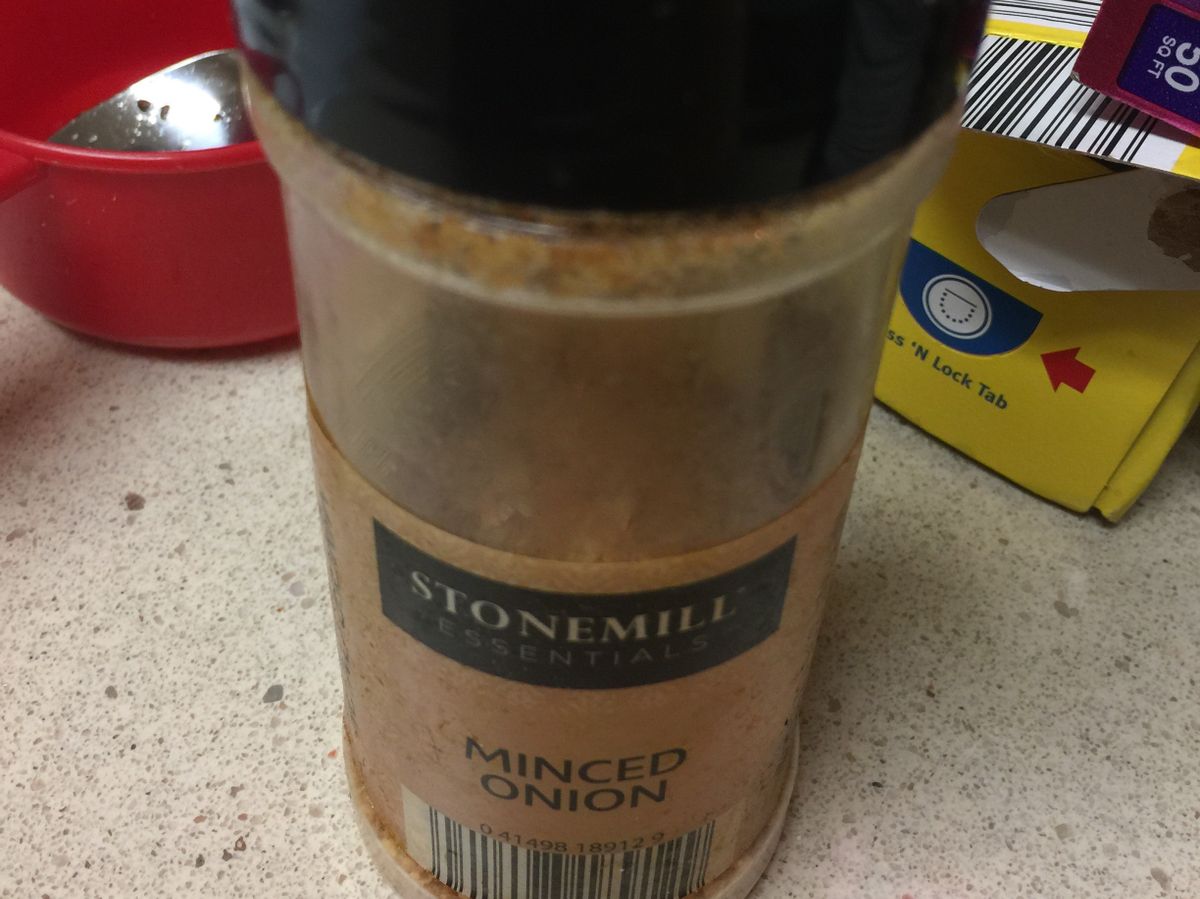 50
SQ FT
ss 'N Lock Tab
STONEMILL
ESSENTIALS
MINCED
ONION
0 41498 18912 9